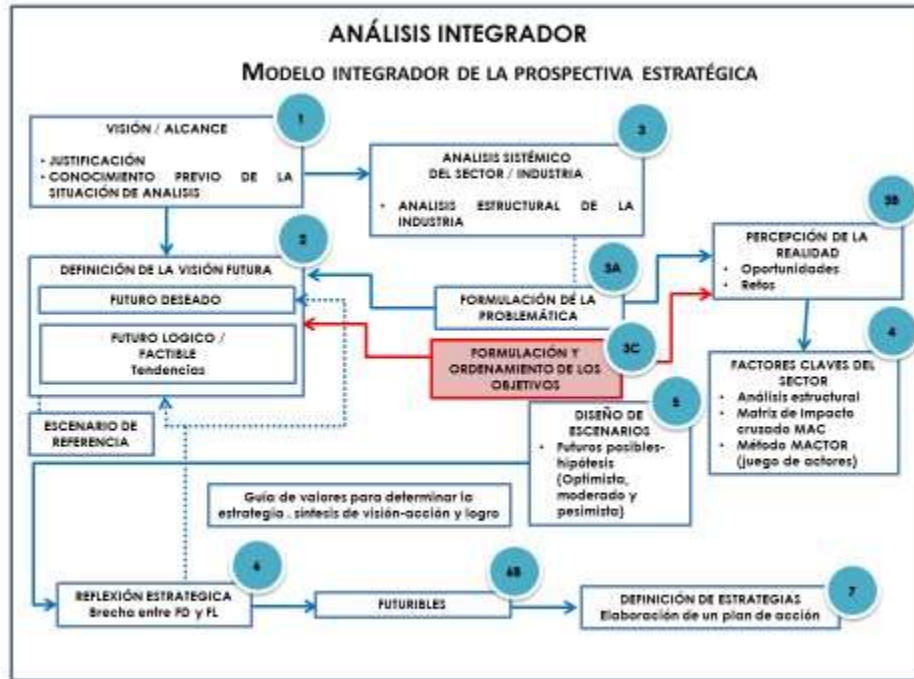 ANÁLISIS INTEGRADOR
MODELO INTEGRADOR DE LA PROSPECTIVA ESTRATÉGICA
1
VISIÓN / ALCANCE
• JUSTIFICACIÓN
• CONOCIMIENTO PREVIO DE LA
SITUACIÓN DE ANALISIS
3
ANALISIS SISTÉMICO
DEL SECTOR / INDUSTRIA
• ANALISIS ESTRUCTURAL DE LA
INDUSTRIA
3B
PERCEPCIÓN DE LA
REALIDAD
• Oportunidades
• Retos
2
DEFINICIÓN DE LA VISIÓN FUTURA
FUTURO DESEADO
FUTURO LOGICO /
FACTIBLE
Tendencias
3A
FORMULACIÓN DE LA
PROBLEMÁTICA
3C
FORMULACIÓN Y
ORDENAMIENTO DE LOS
OBJETIVOS
4
FACTORES CLAVES DEL
SECTOR
• Análisis estructural
• Matriz de Impacto
cruzado MAC
• Método MACTOR
(juego de actores)
ESCENARIO DE
REFERENCIA
5
DISEÑO DE
ESCENARIOS
• Futuros posibles-
hipótesis
(Optimista,
moderado y
pesimista)
Guía de valores para determinar la
estrategia . síntesis de visión-acción y logro
6
REFLEXIÓN ESTRATEGICA
Brecha entre FD y FL
6B
FUTURIBLES
7
DEFINICIÓN DE ESTRATEGIAS
Elaboración de un plan de acción